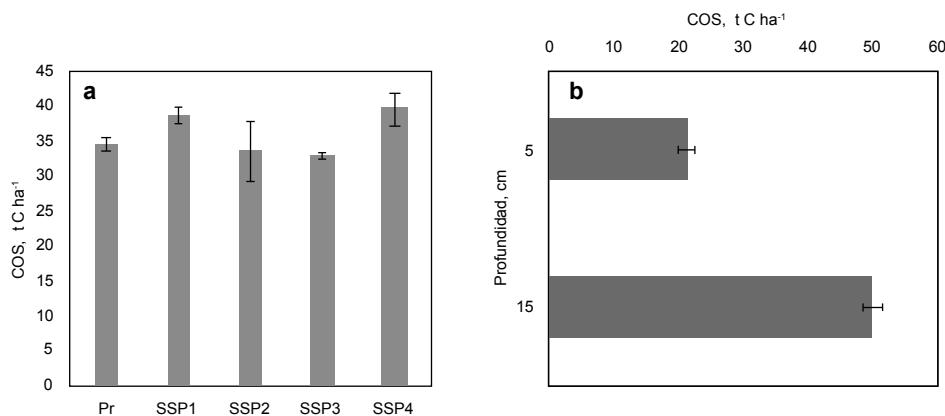 a
COS, t C ha⁻¹
45
40
35
30
25
20
15
10
5
0
Pr SSP1 SSP2 SSP3 SSP4
COS, t C ha⁻¹
0 10 20 30 40 50 60
b
Profundidad, cm
5
15